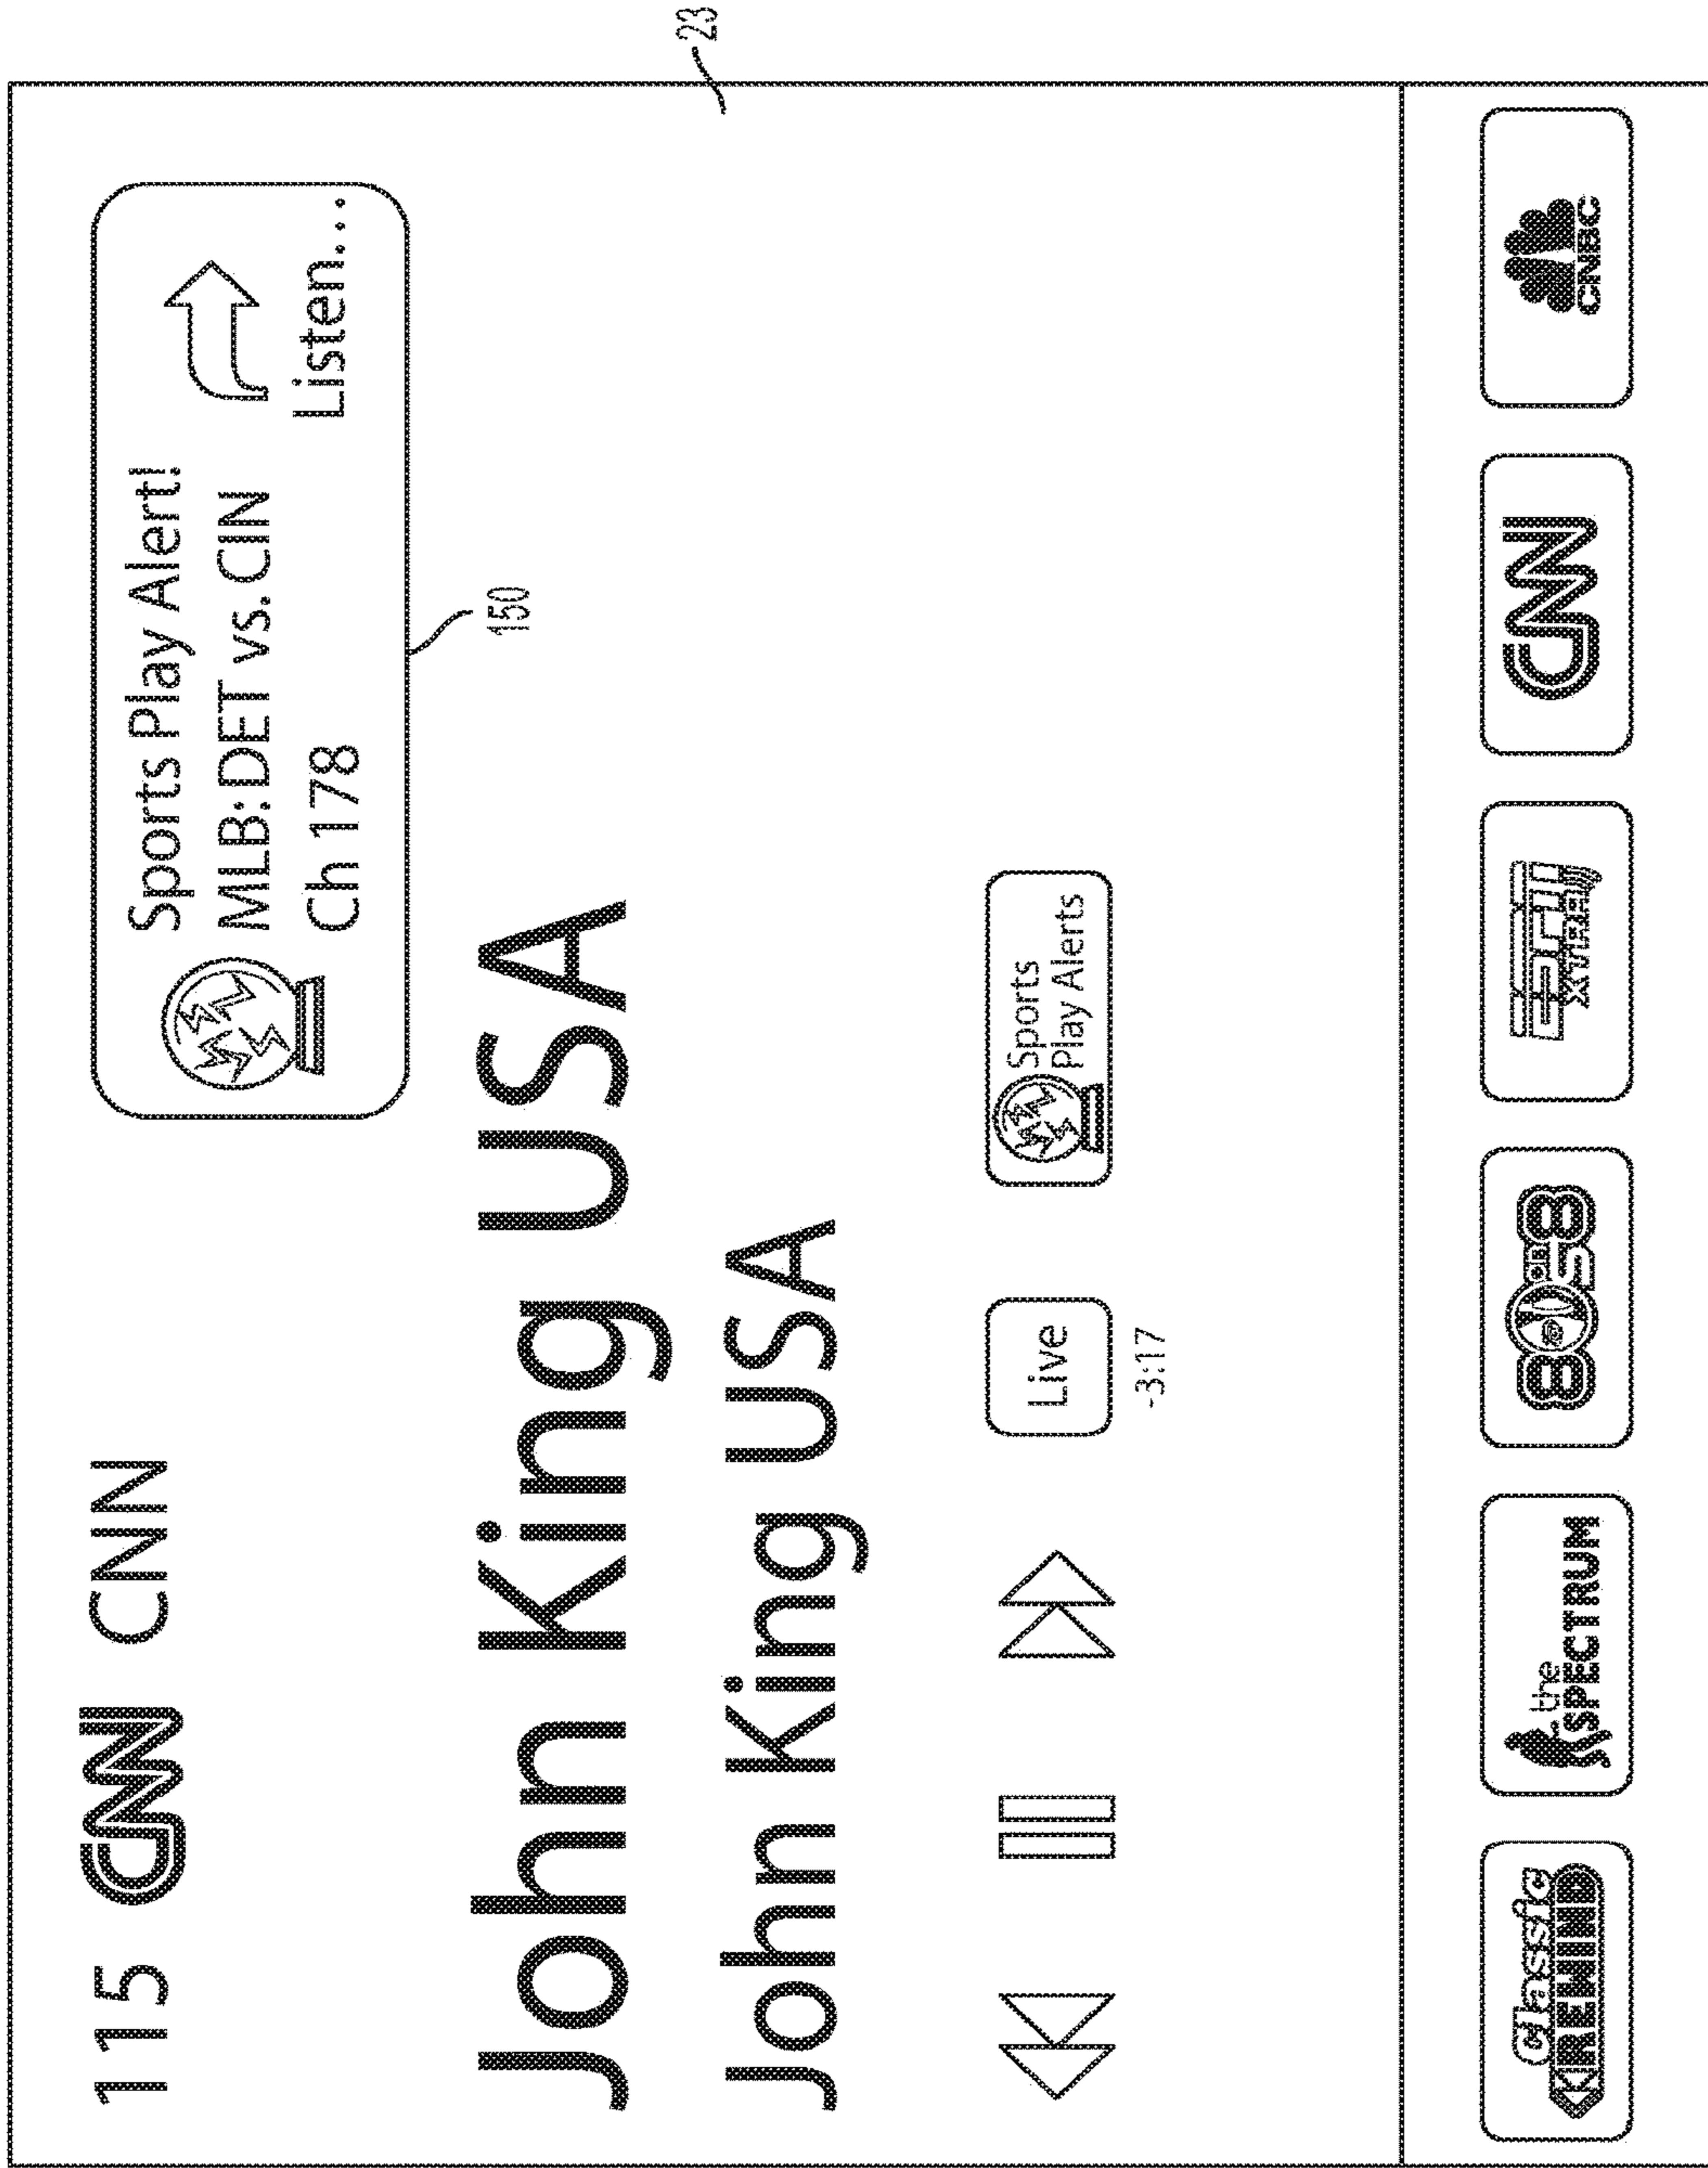 115 CNN CNN
Sports Play Alert!
MLB: DET vs. CIN
Ch 178
Listen...
150
23
John King USA
John King USA
Live
-3:17
Sports
Play Alerts
Classic
REWIND
the
SPECTRUM
80s on 8
XTRA
CNN
CNBC